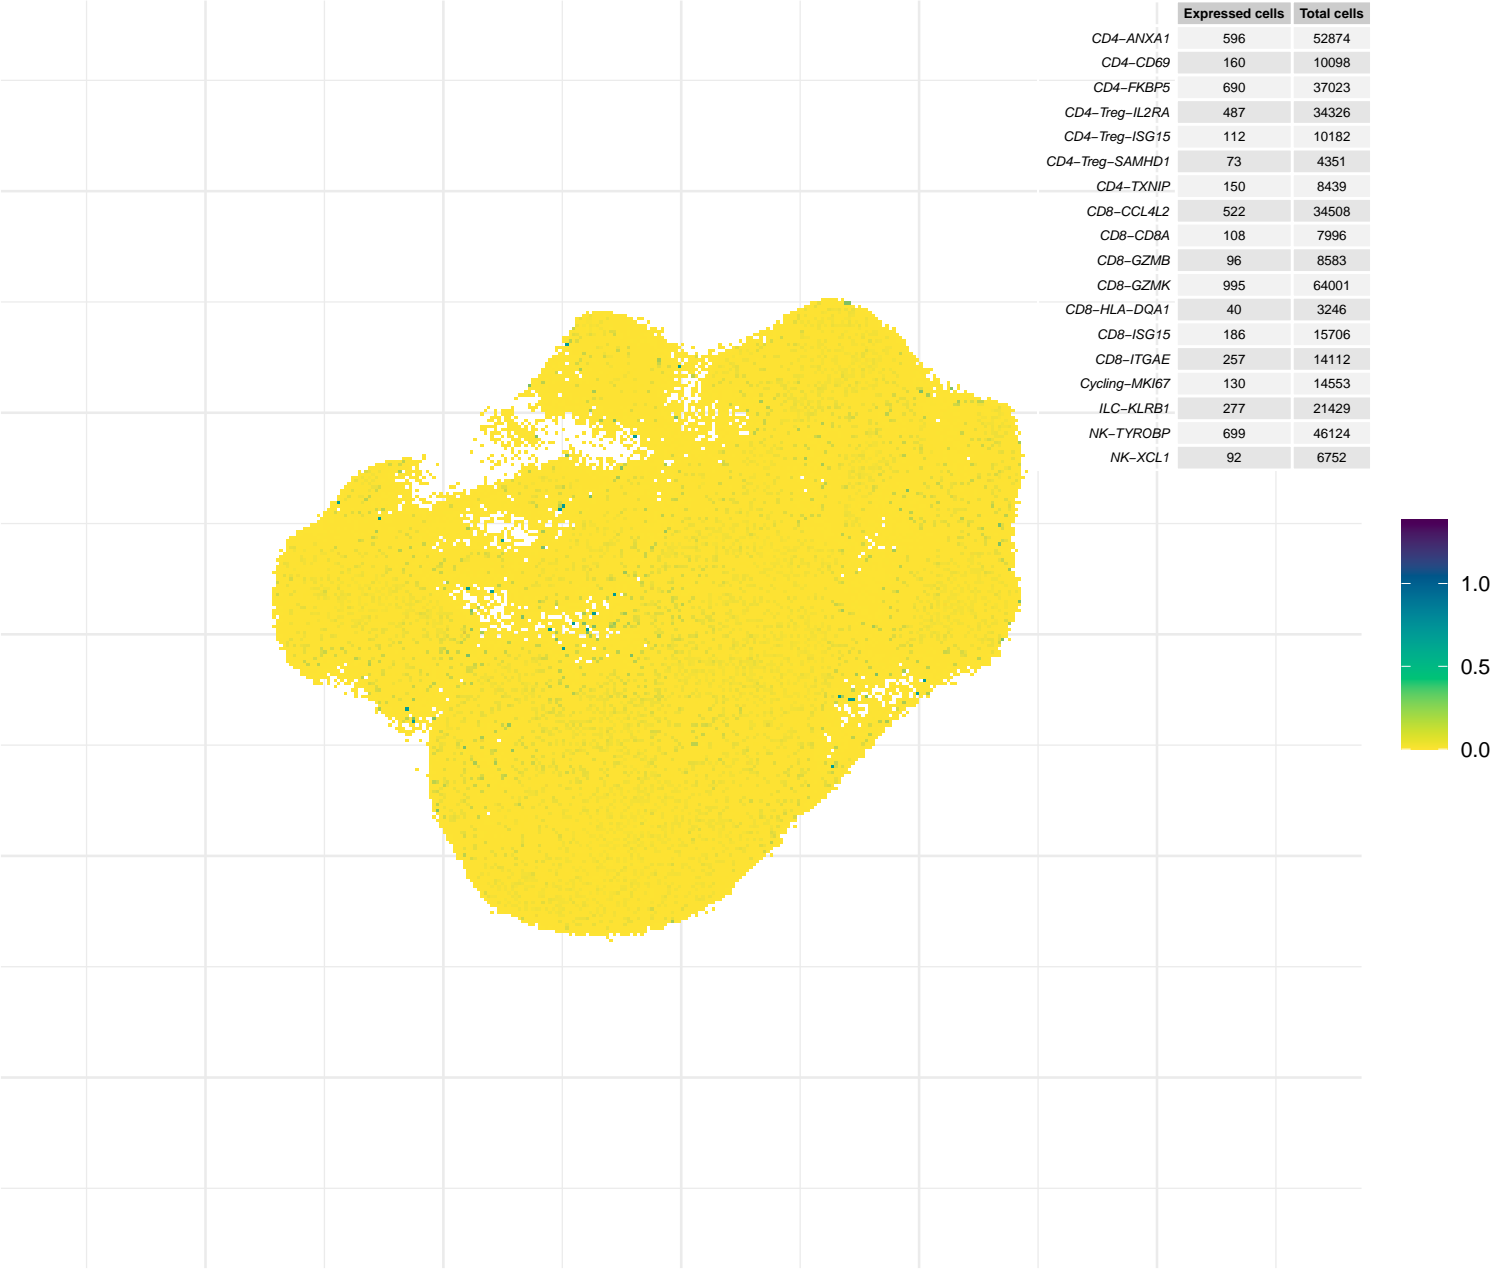 Expressed cells Total cells
CD4−ANXA1 596 52874
CD4−CD69 160 10098
CD4−FKBP5 690 37023
CD4−Treg−IL2RA 487 34326
CD4−Treg−ISG15 112 10182
CD4−Treg−SAMHD1 73 4351
CD4−TXNIP 150 8439
CD8−CCL4L2 522 34508
CD8−CD8A 108 7996
CD8−GZMB 96 8583
CD8−GZMK 995 64001
CD8−HLA−DQA1 40 3246
CD8−ISG15 186 15706
CD8−ITGAE 257 14112
Cycling−MKI67 130 14553
ILC−KLRB1 277 21429
NK−TYROBP 699 46124
NK−XCL1 92 6752
1.0
0.5
0.0